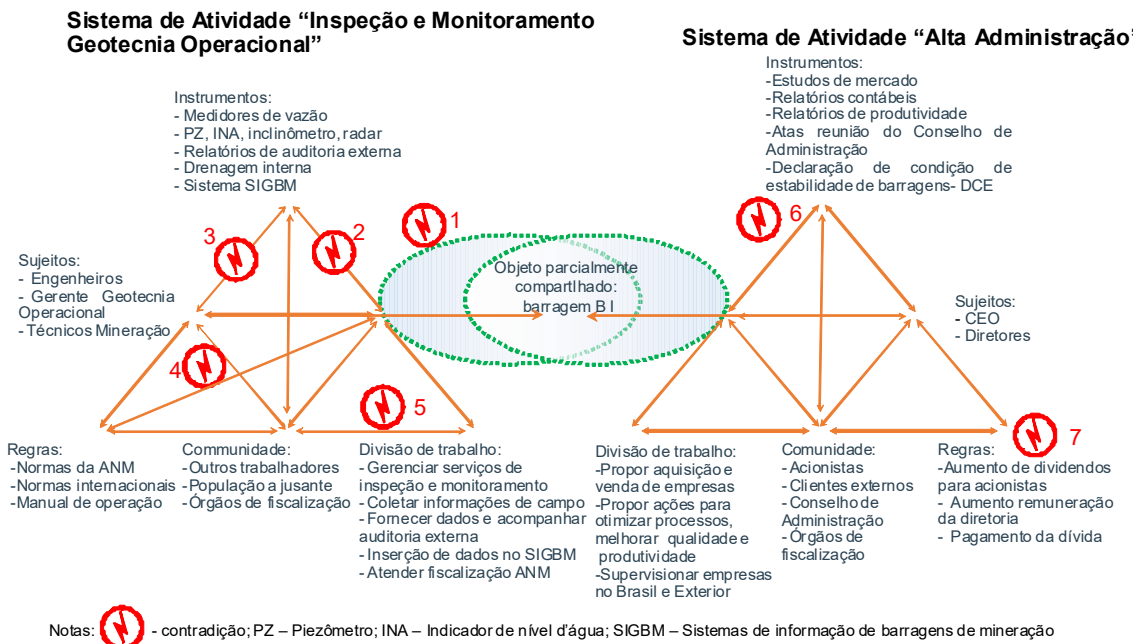 Sistema de Atividade “Inspeção e Monitoramento
Geotecnia Operacional”
Sistema de Atividade “Alta Administração”
Instrumentos:
- Medidores de vazão
- PZ, INA, inclinômetro, radar
- Relatórios de auditoria externa
- Drenagem interna
- Sistema SIGBM
Instrumentos:
-Estudos de mercado
-Relatórios contábeis
-Relatórios de produtividade
-Atas reunião do Conselho de
Administração
-Declaração de condição de
estabilidade de barragens- DCE
1
2
3
6
Objeto parcialmente
compartlhado:
barragem B I
Sujeitos:
- Engenheiros
- Gerente Geotecnia
Operacional
-Técnicos Mineração
Sujeitos:
- CEO
- Diretores
4
5
7
Regras:
-Normas da ANM
-Normas internacionais
-Manual de operação
Communidade:
-Outros trabalhadores
-População a jusante
-Órgãos de fiscalização
Divisão de trabalho:
- Gerenciar serviços de
inspeção e monitoramento
- Coletar informações de campo
- Fornecer dados e acompanhar
auditoria externa
- Inserção de dados no SIGBM
- Atender fiscalização ANM
Divisão de trabalho:
-Propor aquisição e
venda de empresas
-Propor ações para
otimizar processos,
melhorar qualidade e
produtividade
-Supervisionar empresas
no Brasil e Exterior
Comunidade:
- Acionistas
- Clientes externos
- Conselho de
Administração
- Órgãos de
fiscalização
Regras:
-Aumento de dividendos
para acionistas
- Aumento remuneração
da diretoria
- Pagamento da dívida
Notas: - contradição; PZ – Piezômetro; INA – Indicador de nível d’água; SIGBM – Sistemas de informação de barragens de mineração